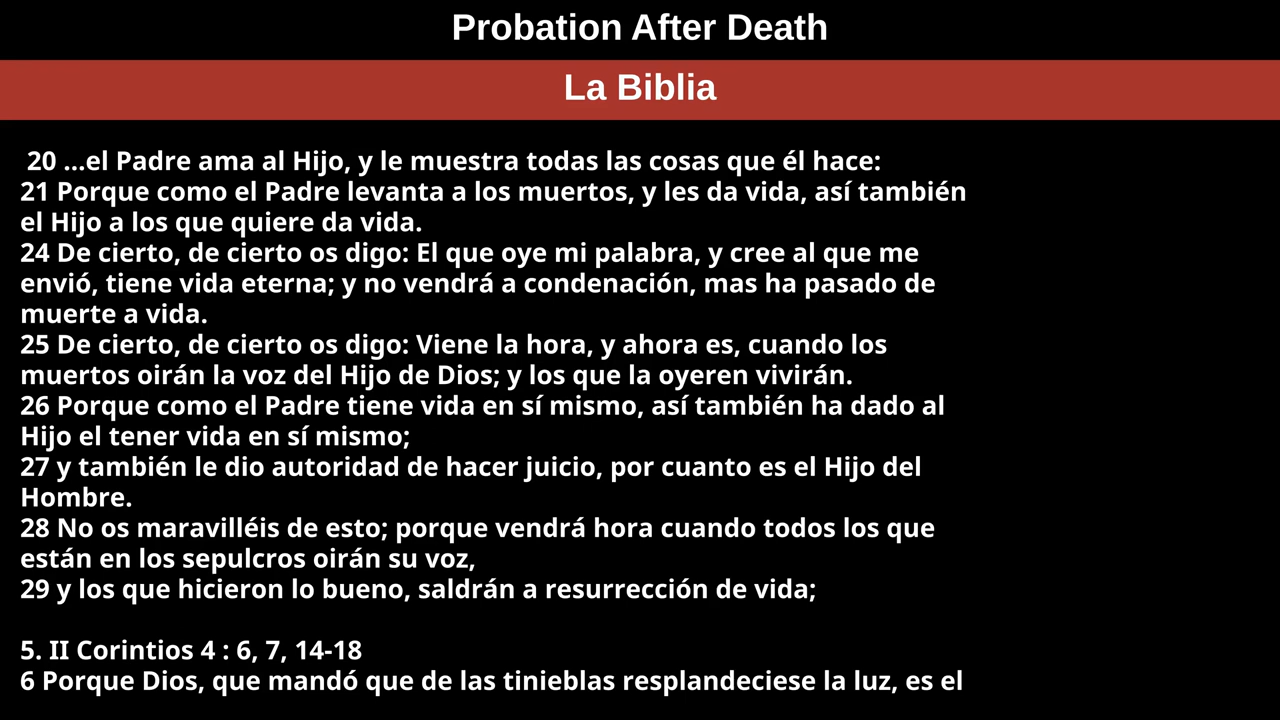 Probation After Death
La Biblia
20 ...el Padre ama al Hijo, y le muestra todas las cosas que él hace:
21 Porque como el Padre levanta a los muertos, y les da vida, así también
el Hijo a los que quiere da vida.
24 De cierto, de cierto os digo: El que oye mi palabra, y cree al que me
envió, tiene vida eterna; y no vendrá a condenación, mas ha pasado de
muerte a vida.
25 De cierto, de cierto os digo: Viene la hora, y ahora es, cuando los
muertos oirán la voz del Hijo de Dios; y los que la oyeren vivirán.
26 Porque como el Padre tiene vida en sí mismo, así también ha dado al
Hijo el tener vida en sí mismo;
27 y también le dio autoridad de hacer juicio, por cuanto es el Hijo del
Hombre.
28 No os maravilléis de esto; porque vendrá hora cuando todos los que
están en los sepulcros oirán su voz,
29 y los que hicieron lo bueno, saldrán a resurrección de vida;
5. II Corintios 4 : 6, 7, 14-18
6 Porque Dios, que mandó que de las tinieblas resplandeciese la luz, es el